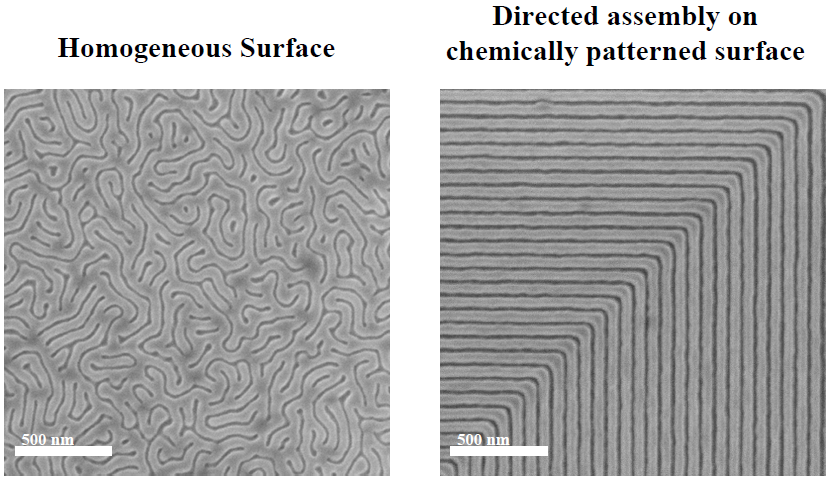 Homogeneous Surface
Directed assembly on
chemically patterned surface
500 nm
500 nm